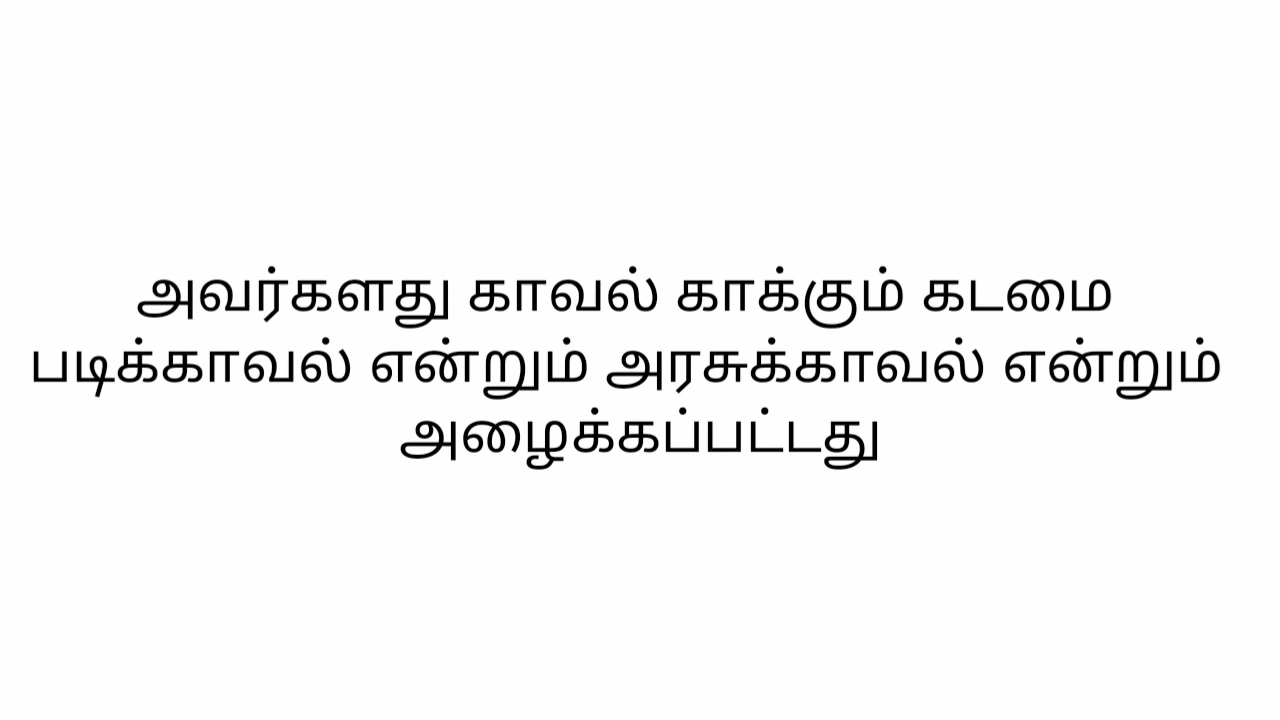 அவர்களது காவல் காக்கும் கடமை
படிக்காவல் என்றும் அரசுக்காவல் என்றும்
அழைக்கப்பட்டது